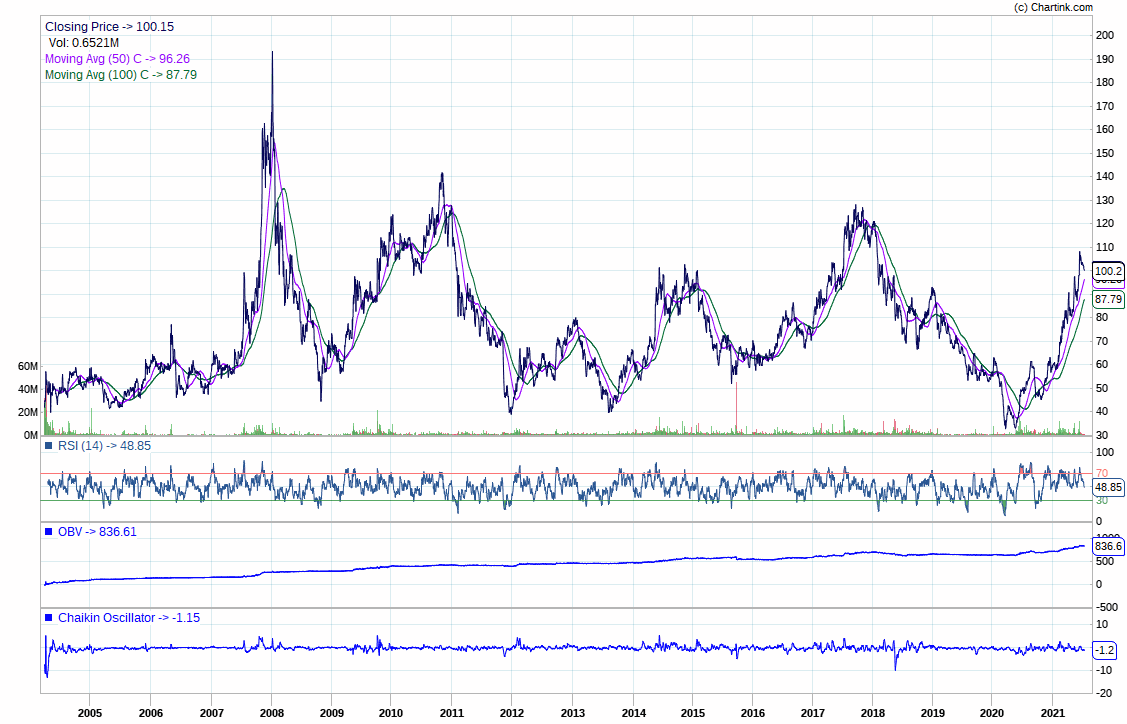 (c) Chartink.com
Closing Price -> 100.15
Vol: 0.6521M
Moving Avg (50) C -> 96.26
Moving Avg (100) C -> 87.79
200
190
180
170
160
150
140
130
120
110
100.2
87.79
80
70
60
50
40
30
60M
40M
20M
0M
RSI (14) -> 48.85
100
70
48.85
30
0
OBV -> 836.61
1000
836.6
500
0
-500
Chaikin Oscillator -> -1.15
10
-1.2
-10
-20
2005 2006 2007 2008 2009 2010 2011 2012 2013 2014 2015 2016 2017 2018 2019 2020 2021